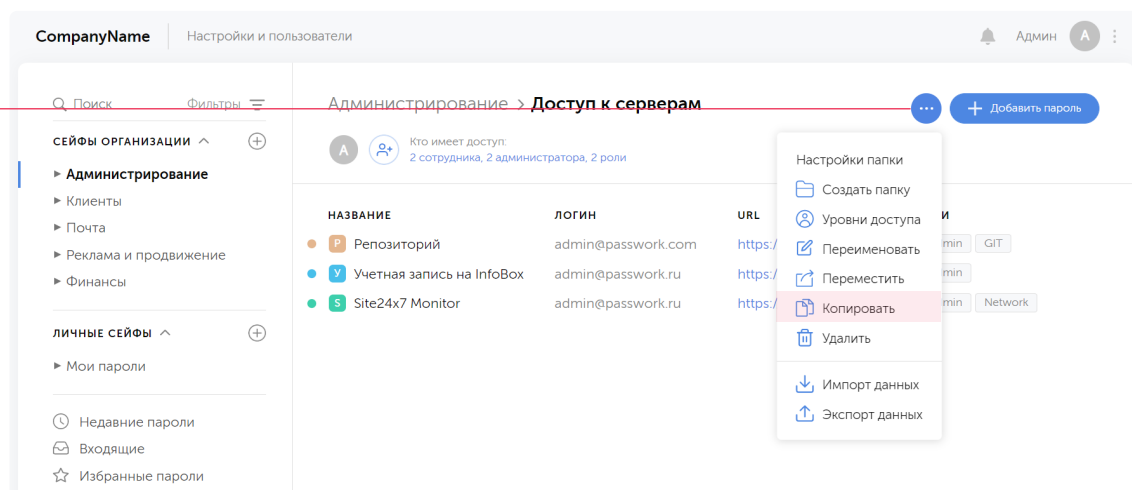 CompanyName
Настройки и пользователи
Админ
A
Поиск
Фильтры
Администрирование > Доступ к серверам
Добавить пароль
СЕЙФЫ ОРГАНИЗАЦИИ
A
Кто имеет доступ:
2 сотрудника, 2 администратора, 2 роли
Администрирование
Клиенты
Почта
Реклама и продвижение
Финансы
ЛИЧНЫЕ СЕЙФЫ
Мои пароли
Недавние пароли
Входящие
Избранные пароли
НАЗВАНИЕ ЛОГИН URL И
Р Репозиторий admin@passwork.com https:/ min GIT
У Учетная запись на InfoBox admin@passwork.ru https:/ min
S Site24x7 Monitor admin@passwork.ru https:/ min Network
Настройки папки
Создать папку
Уровни доступа
Переименовать
Переместить
Копировать
Удалить
Импорт данных
Экспорт данных